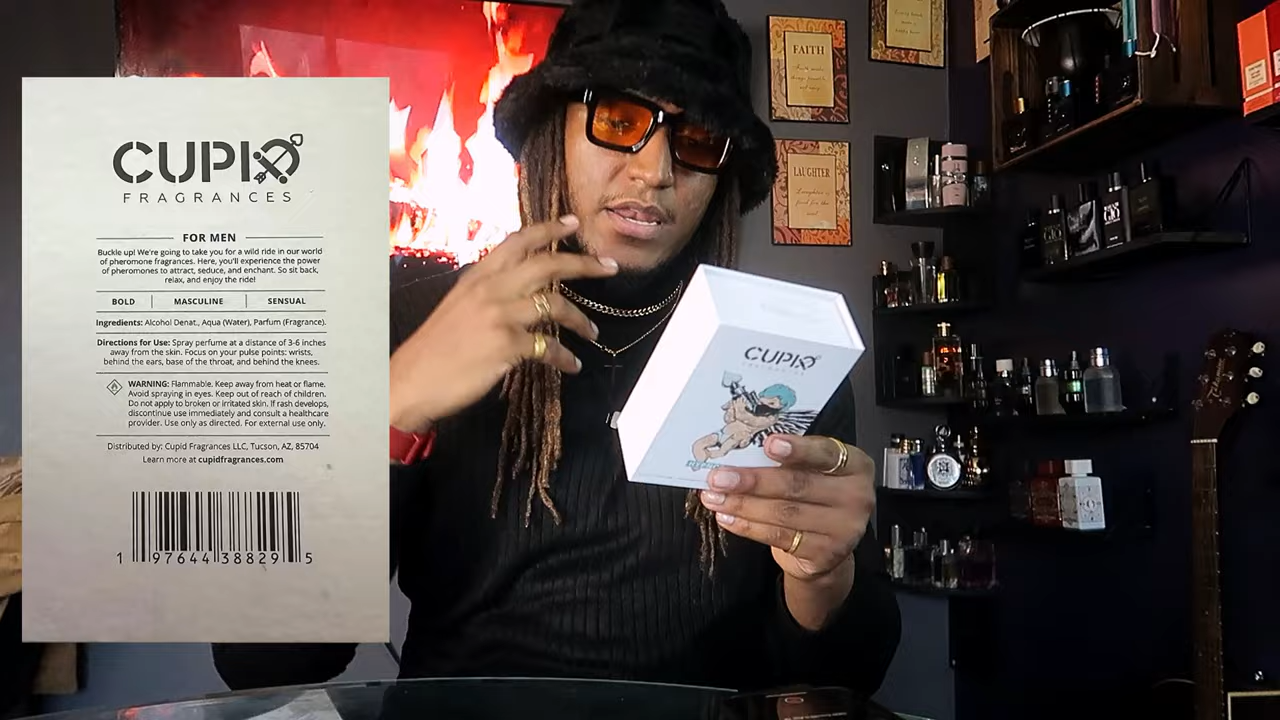 CUPID
FRAGRANCES
FOR MEN
Buckle up! We're going to take you for a wild ride in our world
of pheromone fragrances. Here, you'll experience the power
of pheromones to attract, seduce, and enchant. So sit back,
relax, and enjoy the ride!
BOLD MASCULINE SENSUAL
Ingredients: Alcohol Denat., Aqua (Water), Parfum (Fragrance).
Directions for Use: Spray perfume at a distance of 3-6 inches
away from the skin. Focus on your pulse points: wrists,
behind the ears, base of the throat, and behind the knees.
WARNING: Flammable. Keep away from heat or flame.
Avoid spraying in eyes. Keep out of reach of children.
Do not apply to broken or irritated skin. If rash develops,
discontinue use immediately and consult a healthcare
provider. Use only as directed. For external use only.
Distributed by: Cupid Fragrances LLC, Tucson, AZ, 85704
Learn more at cupidfragrances.com
1 97644 38829 5
CUPID
FRAGRANCES
FAITH
LAUGHTER